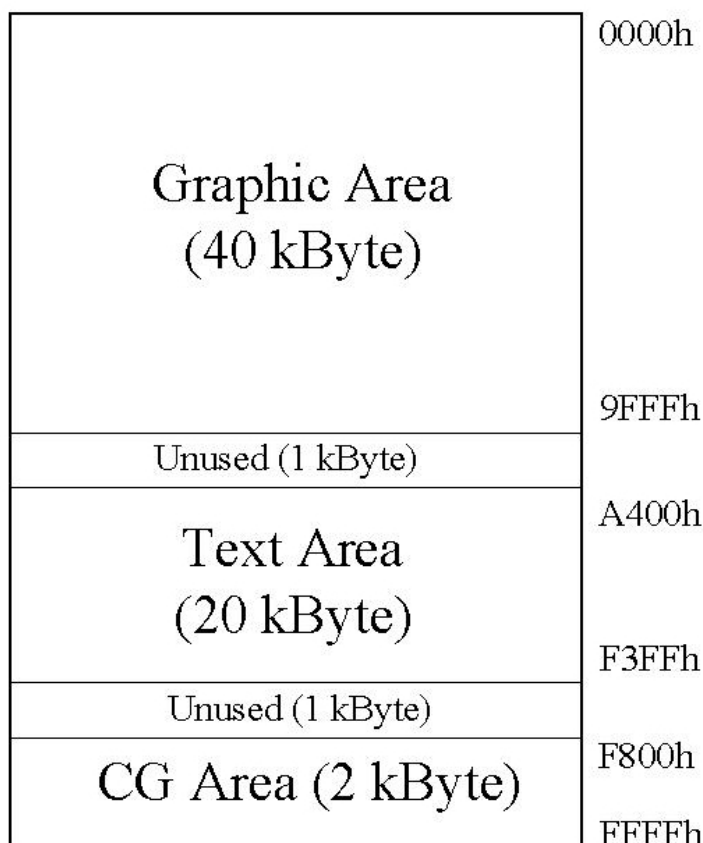 0000h
Graphic Area
(40 kByte)
9FFFh
Unused (1 kByte)
A400h
Text Area
(20 kByte)
F3FFh
Unused (1 kByte)
F800h
CG Area (2 kByte)
FFFFh